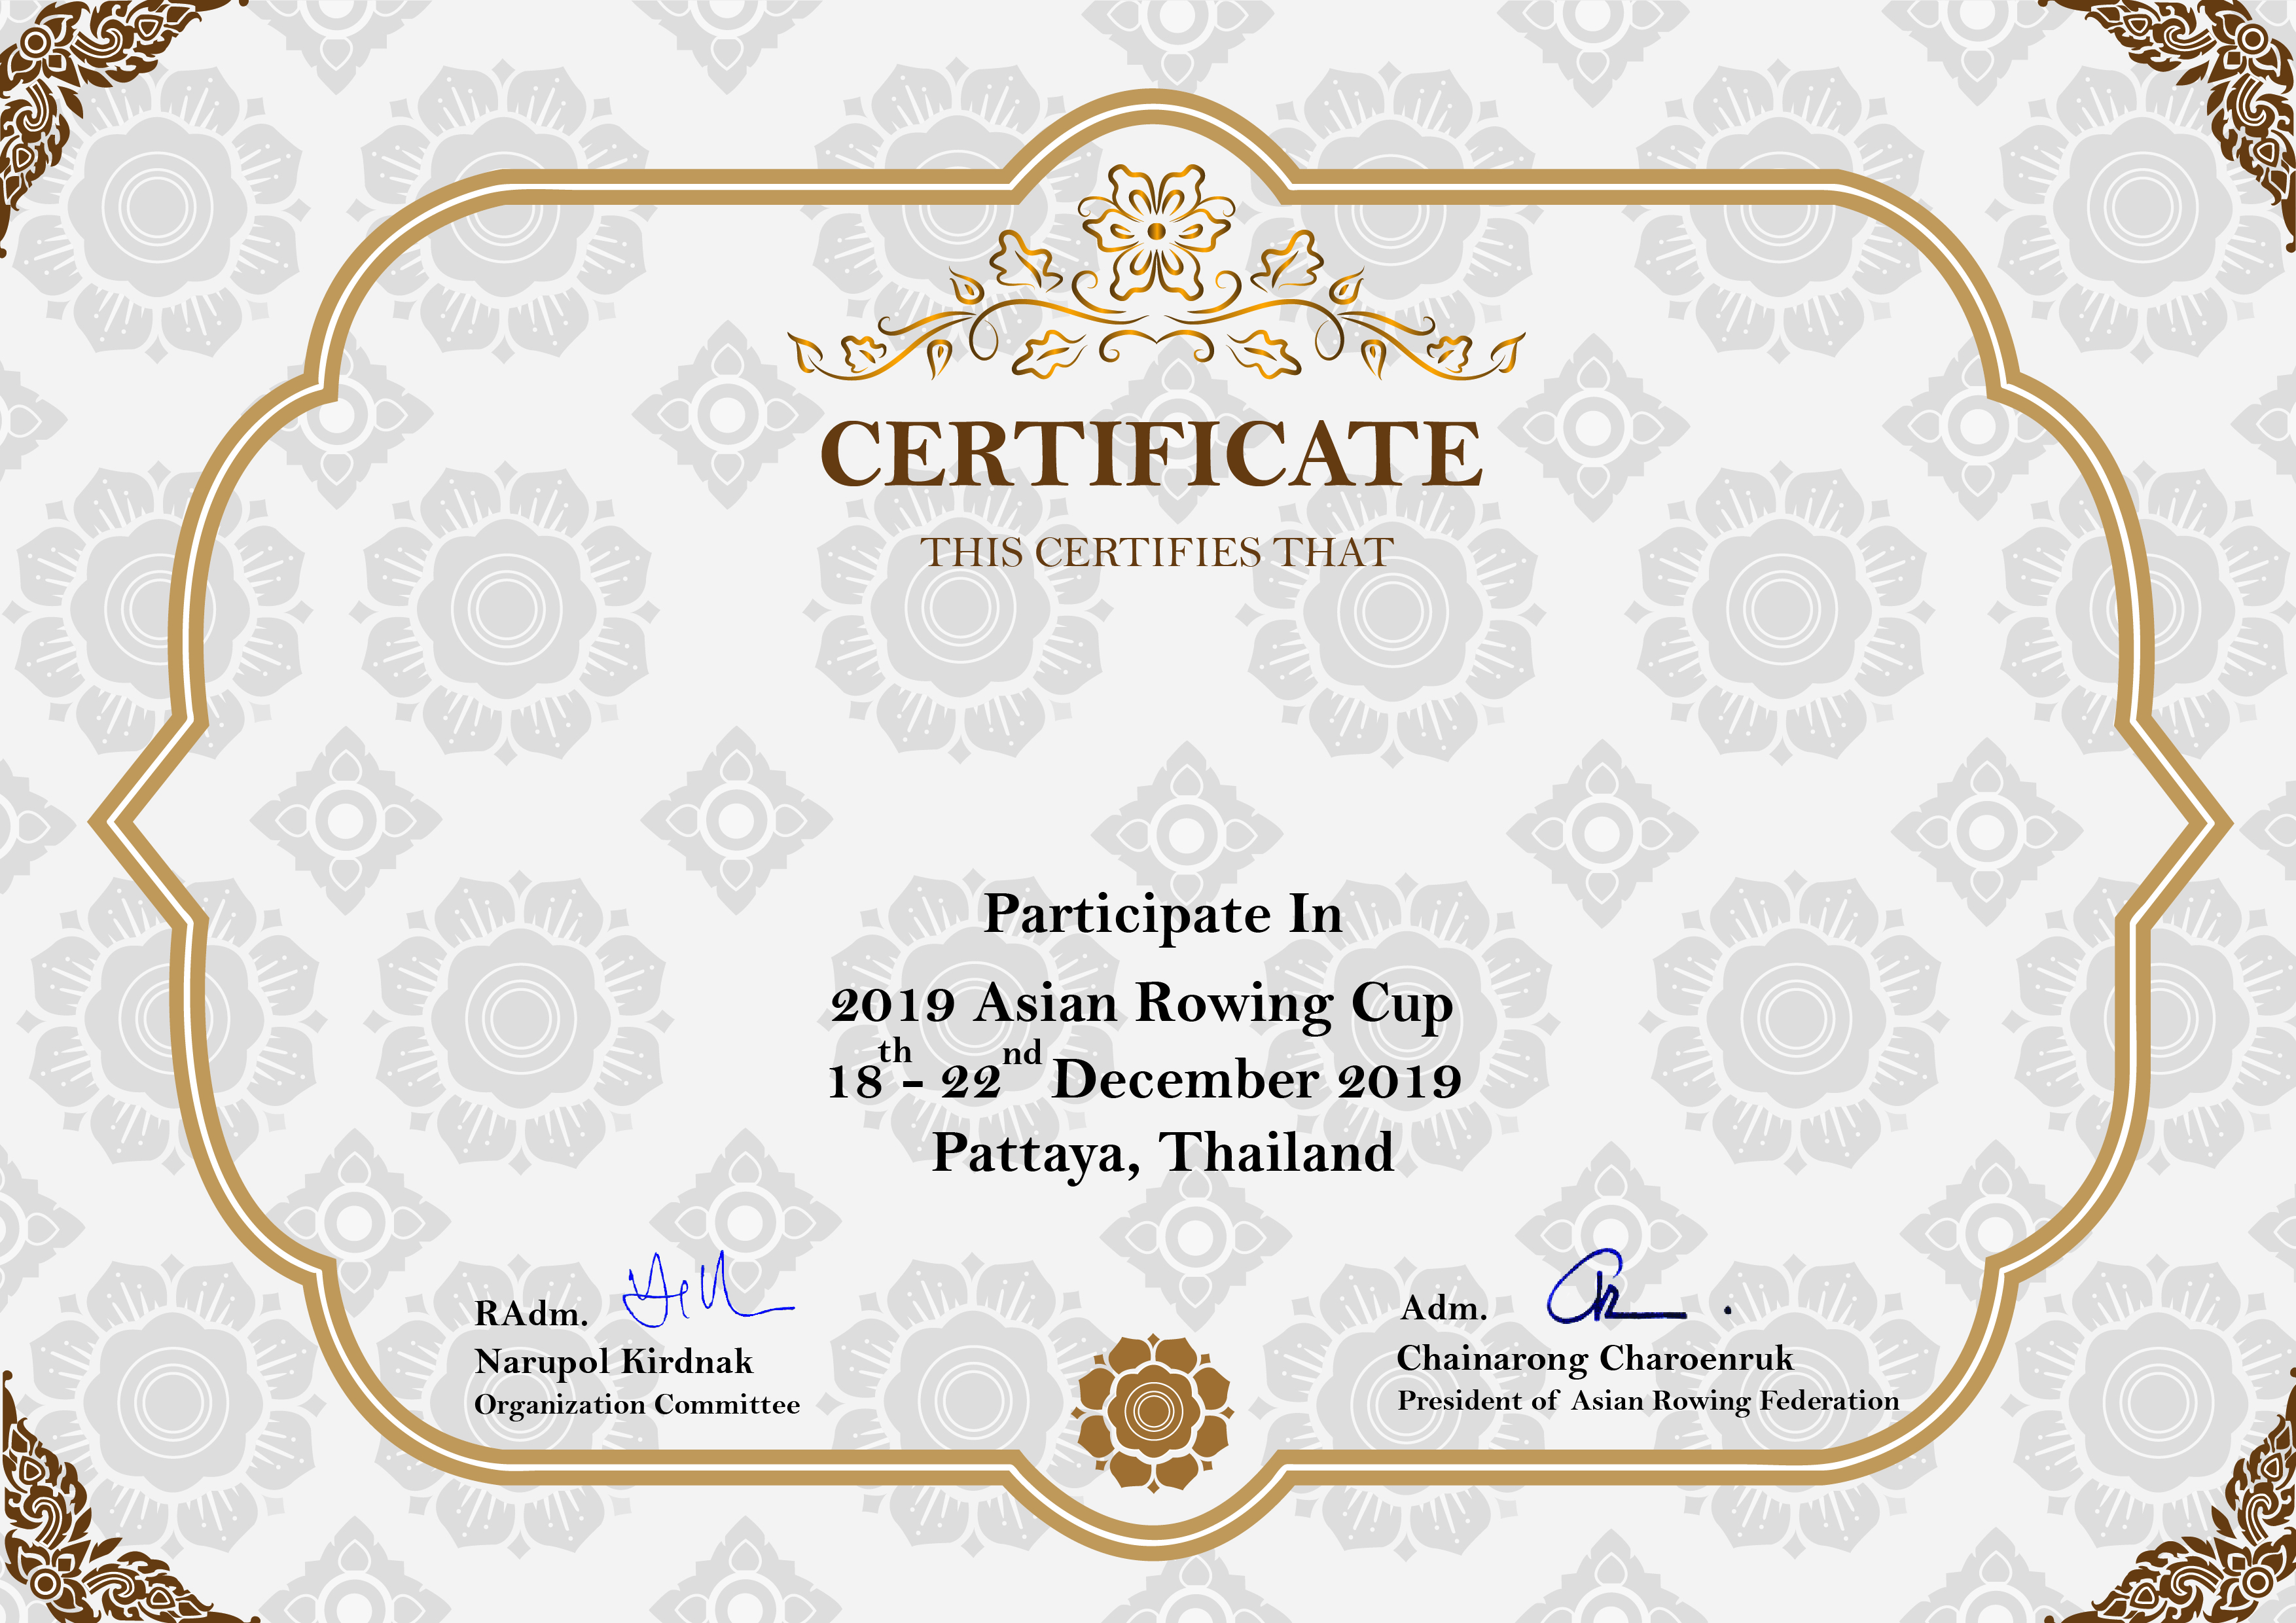 CERTIFICATE
THIS CERTIFIES THAT
Participate In
2019 Asian Rowing Cup
18th - 22nd December 2019
Pattaya, Thailand
RAdm.
Narupol Kirdnak
Organization Committee
Adm.
Chainarong Charoenruk
President of Asian Rowing Federation